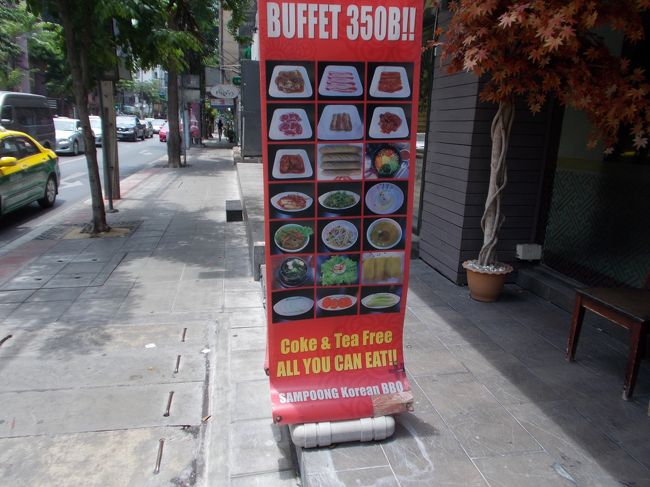 BUFFET 350B!!
Coke & Tea Free
ALL YOU CAN EAT!!
SAMPOONG Korean BBQ